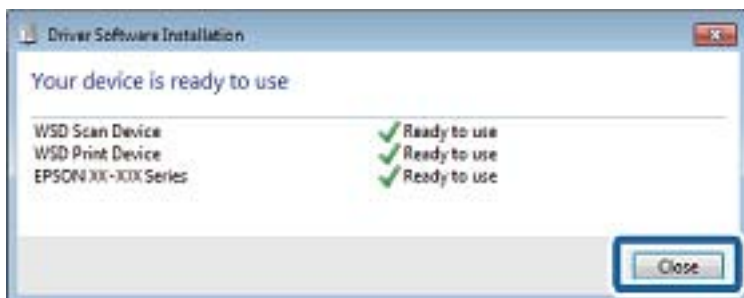 Driver Software Installation
Your device is ready to use
WSD Scan Device Ready to use
WSD Print Device Ready to use
EPSON XX-XXX Series Ready to use
Close